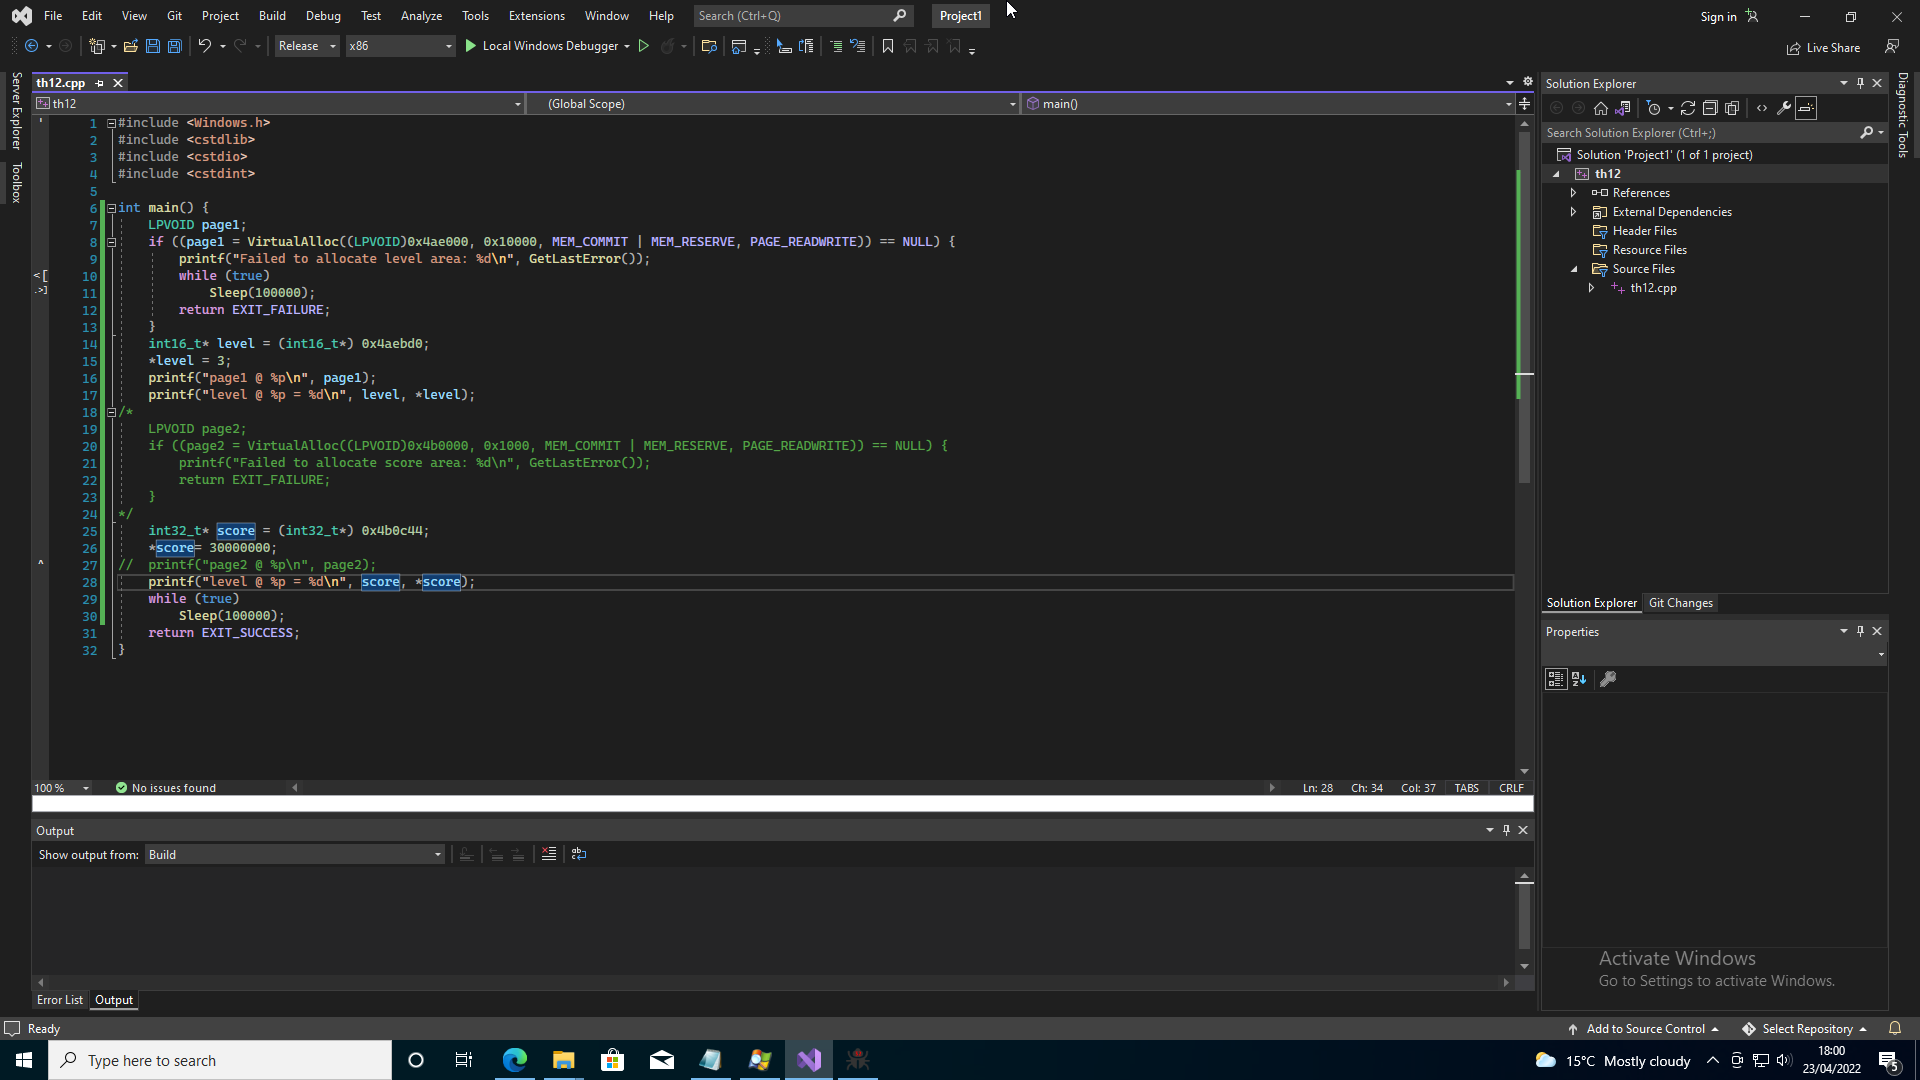 File Edit View Git Project Build Debug Test Analyze Tools Extensions Window Help Search (Ctrl+Q) Project1 Sign in
Release x86 Local Windows Debugger Live Share
Server Explorer
Toolbox
th12.cpp
th12 (Global Scope) main()
1 #include <Windows.h>
2 #include <cstdlib>
3 #include <cstdio>
4 #include <cstdint>
5
6 int main() {
7 LPVOID page1;
8 if ((page1 = VirtualAlloc((LPVOID)0x4ae000, 0x10000, MEM_COMMIT | MEM_RESERVE, PAGE_READWRITE)) == NULL) {
9 printf("Failed to allocate level area: %d\n", GetLastError());
10 while (true)
11 Sleep(100000);
12 return EXIT_FAILURE;
13 }
14 int16_t* level = (int16_t*) 0x4aebd0;
15 *level = 3;
16 printf("page1 @ %p\n", page1);
17 printf("level @ %p = %d\n", level, *level);
18 /*
19 LPVOID page2;
20 if ((page2 = VirtualAlloc((LPVOID)0x4b0000, 0x1000, MEM_COMMIT | MEM_RESERVE, PAGE_READWRITE)) == NULL) {
21 printf("Failed to allocate score area: %d\n", GetLastError());
22 return EXIT_FAILURE;
23 }
24 */
25 int32_t* score = (int32_t*) 0x4b0c44;
26 *score= 30000000;
27 // printf("page2 @ %p\n", page2);
28 printf("level @ %p = %d\n", score, *score);
29 while (true)
30 Sleep(100000);
31 return EXIT_SUCCESS;
32 }
100 % No issues found Ln: 28 Ch: 34 Col: 37 TABS CRLF
Output
Show output from: Build
Error List Output
Solution Explorer
Search Solution Explorer (Ctrl+;)
Solution 'Project1' (1 of 1 project)
th12
References
External Dependencies
Header Files
Resource Files
Source Files
th12.cpp
Solution Explorer Git Changes
Properties
Diagnostic Tools
Activate Windows
Go to Settings to activate Windows.
Ready Add to Source Control Select Repository
Type here to search 15°C Mostly cloudy 18:00
23/04/2022
5